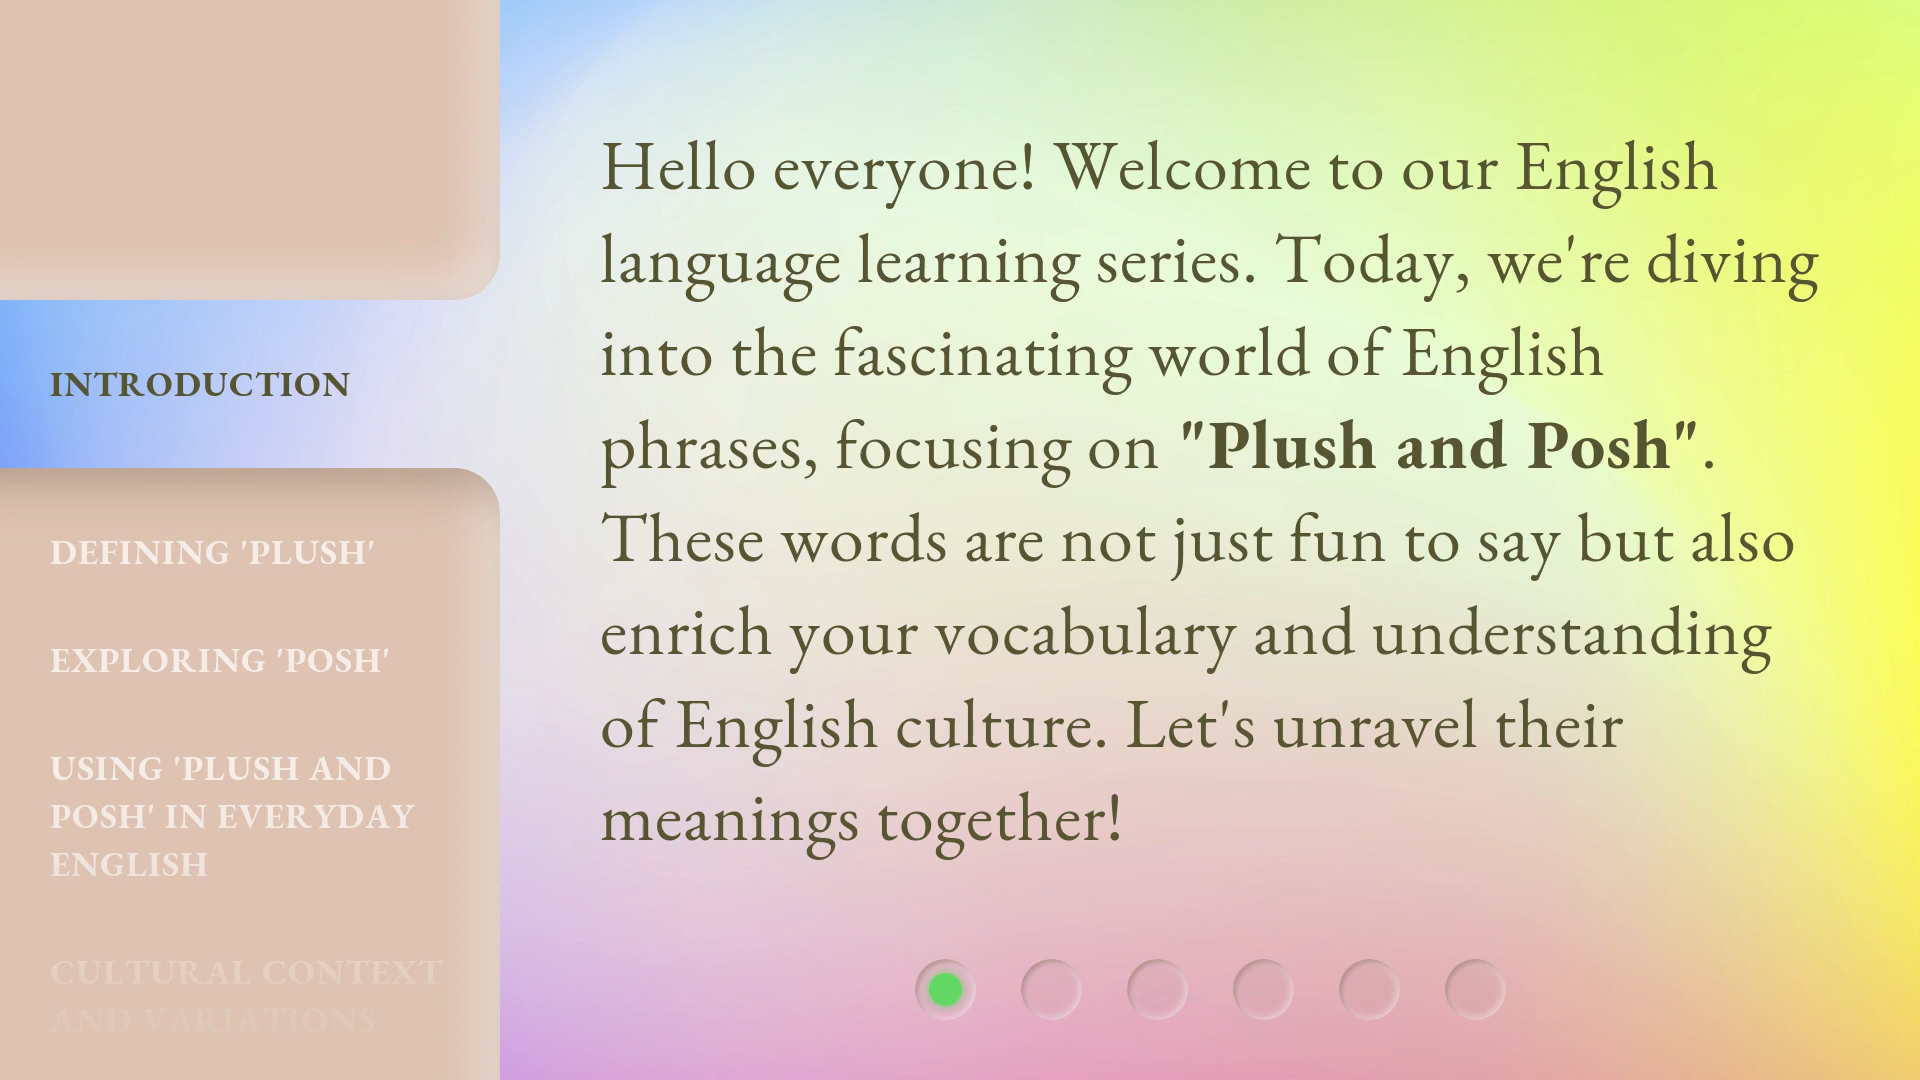 INTRODUCTION
DEFINING 'PLUSH'
EXPLORING 'POSH'
USING 'PLUSH AND
POSH' IN EVERYDAY
ENGLISH
CULTURAL CONTEXT
AND VARIATIONS
Hello everyone! Welcome to our English
language learning series. Today, we're diving
into the fascinating world of English
phrases, focusing on "Plush and Posh".
These words are not just fun to say but also
enrich your vocabulary and understanding
of English culture. Let's unravel their
meanings together!